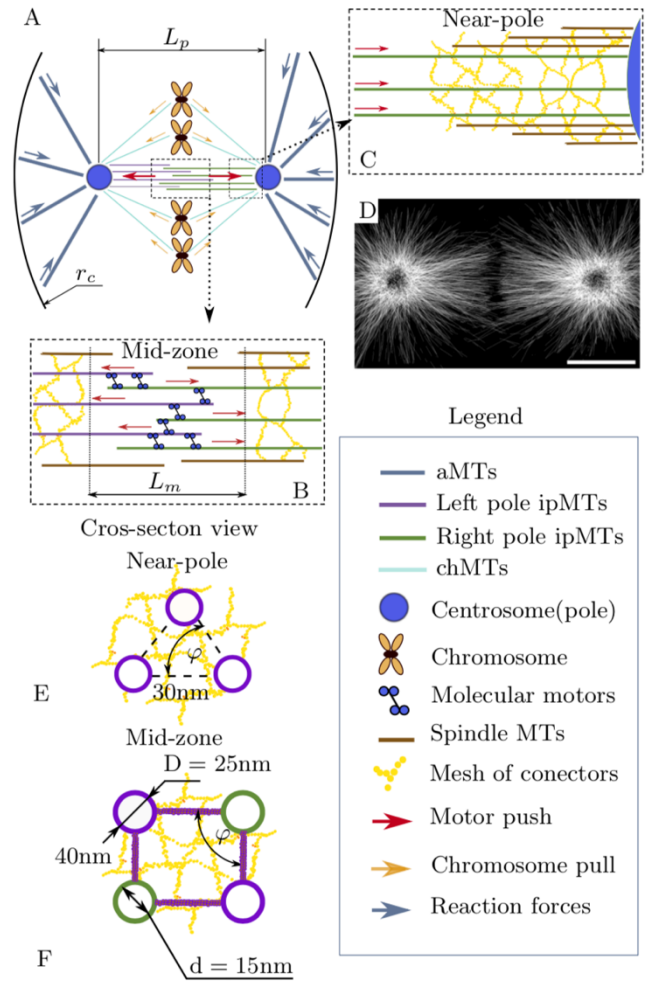 A
L_p
r_c
Near-pole
C
D
Mid-zone
L_m
B
Cros-secton view
Near-pole
φ
30nm
E
Mid-zone
D = 25nm
φ
40nm
d = 15nm
F
Legend
aMTs
Left pole ipMTs
Right pole ipMTs
chMTs
Centrosome(pole)
Chromosome
Molecular motors
Spindle MTs
Mesh of conectors
Motor push
Chromosome pull
Reaction forces